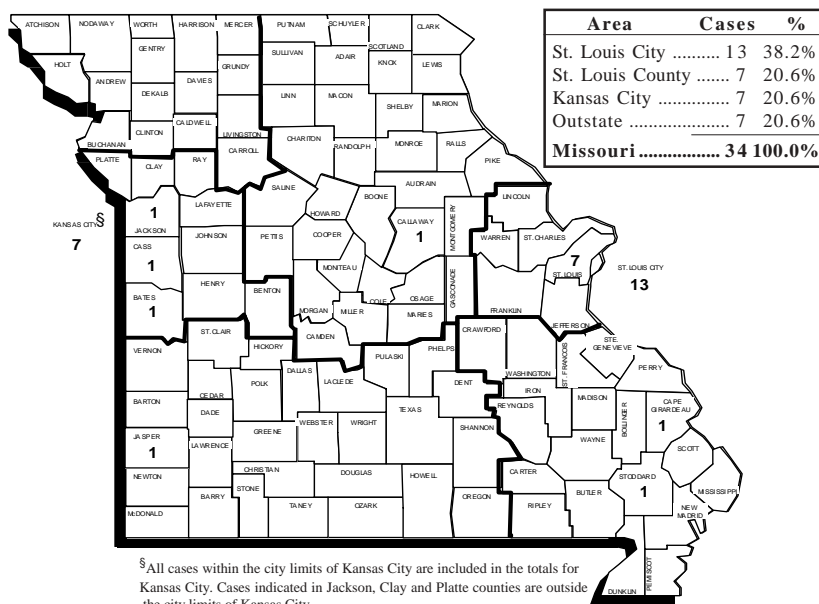 Area Cases %
St. Louis City .......... 13 38.2%
St. Louis County ....... 7 20.6%
Kansas City ............... 7 20.6%
Outstate ..................... 7 20.6%
Missouri ................. 34 100.0%
ATCHISON NODAWAY WORTH HARRISON MERCER PUTNAM SCHUYLER SCOTLAND CLARK
HOLT GENTRY SULLIVAN ADAIR KNOX LEWIS
ANDREW DEKALB DAVIES GRUNDY
LINN MACON SHELBY MARION
BUCHANAN CLINTON CALDWELL LIVINGSTON CHARITON RANDOLPH MONROE RALLS
PLATTE CLAY RAY CARROLL PIKE
SALINE AUDRAIN
KANSAS CITY§
7
1
JACKSON LAFAYETTE HOWARD BOONE CALLAWAY
1
MONTGOMERY LINCOLN
CASS
1
JOHNSON PETTIS COOPER WARREN ST. CHARLES
7
ST. LOUIS
ST. LOUIS CITY
13
BATES
1
HENRY BENTON MONITEAU COLE OSAGE GASCONADE
MORGAN MILLER MARIES FRANKLIN JEFFERSON
VERNON ST. CLAIR HICKORY CAMDEN PULASKI PHELPS CRAWFORD
WASHINGTON ST. FRANCOIS STE. GENEVIEVE PERRY
BARTON CEDAR POLK DALLAS LACLEDE DENT IRON
DADE TEXAS REYNOLDS MADISON BOLLINGER CAPE GIRARDEAU
1
JASPER
1
LAWRENCE GREENE WEBSTER WRIGHT SHANNON WAYNE SCOTT
NEWTON CHRISTIAN DOUGLAS HOWELL CARTER STODDARD
1
MISSISSIPPI
McDONALD BARRY STONE TANEY OZARK OREGON RIPLEY BUTLER NEW MADRID
PEMISCOT
DUNKLIN
§All cases within the city limits of Kansas City are included in the totals for
Kansas City. Cases indicated in Jackson, Clay and Platte counties are outside
the city limits of Kansas City